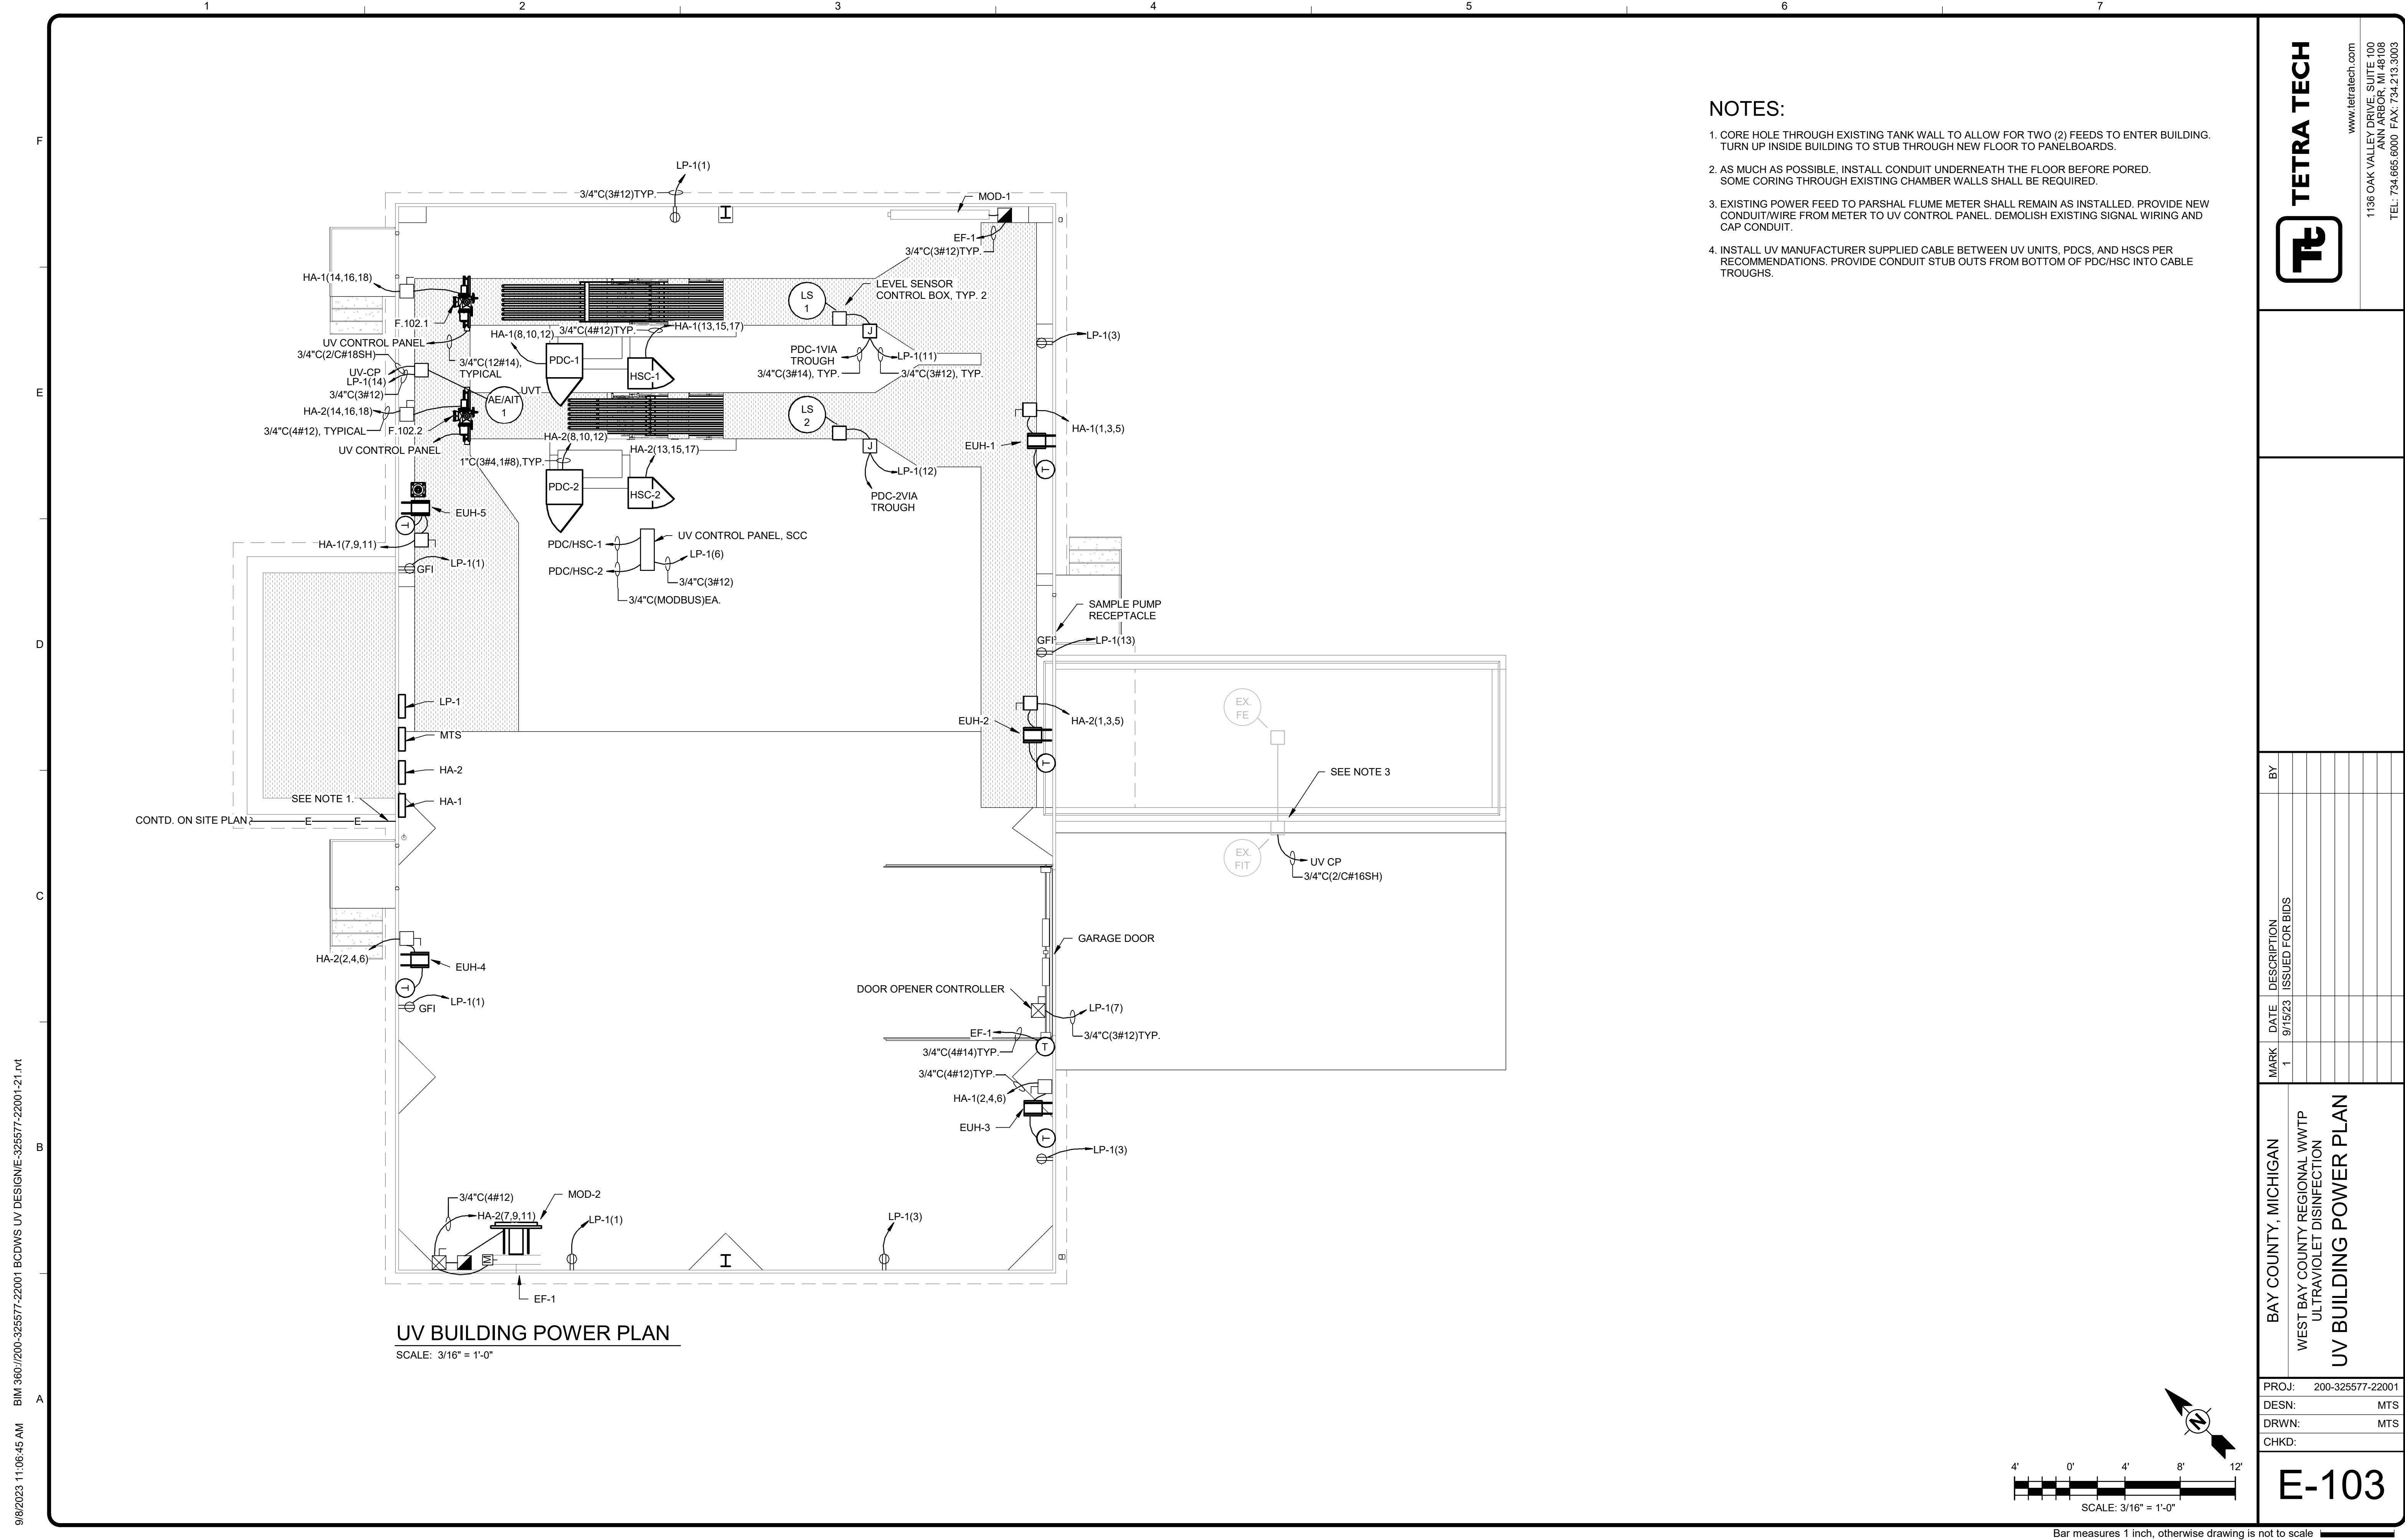 1
2
3
4
5
6
7
F
E
D
C
B
A
NOTES:
1. CORE HOLE THROUGH EXISTING TANK WALL TO ALLOW FOR TWO (2) FEEDS TO ENTER BUILDING.
TURN UP INSIDE BUILDING TO STUB THROUGH NEW FLOOR TO PANELBOARDS.
2. AS MUCH AS POSSIBLE, INSTALL CONDUIT UNDERNEATH THE FLOOR BEFORE PORED.
SOME CORING THROUGH EXISTING CHAMBER WALLS SHALL BE REQUIRED.
3. EXISTING POWER FEED TO PARSHAL FLUME METER SHALL REMAIN AS INSTALLED. PROVIDE NEW
CONDUIT/WIRE FROM METER TO UV CONTROL PANEL. DEMOLISH EXISTING SIGNAL WIRING AND
CAP CONDUIT.
4. INSTALL UV MANUFACTURER SUPPLIED CABLE BETWEEN UV UNITS, PDCS, AND HSCS PER
RECOMMENDATIONS. PROVIDE CONDUIT STUB OUTS FROM BOTTOM OF PDC/HSC INTO CABLE
TROUGHS.
LP-1(1)
3/4"C(3#12)TYP.
MOD-1
EF-1
3/4"C(3#12)TYP.
HA-1(14,16,18)
F.102.1
LS
1
LEVEL SENSOR
CONTROL BOX, TYP. 2
UV CONTROL PANEL
3/4"C(2/C#18SH)
HA-1(8,10,12)
3/4"C(4#12)TYP.
HA-1(13,15,17)
J
LP-1(3)
PDC-1
HSC-1
3/4"C(12#14),
TYPICAL
PDC-1VIA
TROUGH
LP-1(11)
3/4"C(3#14), TYP.
3/4"C(3#12), TYP.
UV-CP
LP-1(14)
3/4"C(3#12)
UVT
AE/AIT
1
HA-2(14,16,18)
3/4"C(4#12), TYPICAL
F.102.2
UV CONTROL PANEL
LS
2
J
HA-2(8,10,12)
HA-2(13,15,17)
1"C(3#4,1#8),TYP.
LP-1(12)
PDC-2VIA
TROUGH
HA-1(1,3,5)
EUH-1
T
PDC-2
HSC-2
EUH-5
T
HA-1(7,9,11)
LP-1(1)
GFI
UV CONTROL PANEL, SCC
PDC/HSC-1
LP-1(6)
PDC/HSC-2
3/4"C(3#12)
3/4"C(MODBUS)EA.
SAMPLE PUMP
RECEPTACLE
GFI
LP-1(13)
LP-1
MTS
HA-2
HA-1
EUH-2
HA-2(1,3,5)
T
EX.
FE
SEE NOTE 3
SEE NOTE 1.
CONTD. ON SITE PLAN
E
E
EX.
FIT
UV CP
3/4"C(2/C#16SH)
HA-2(2,4,6)
EUH-4
T
LP-1(1)
GFI
GARAGE DOOR
DOOR OPENER CONTROLLER
LP-1(7)
3/4"C(3#12)TYP.
EF-1
T
3/4"C(4#14)TYP.
3/4"C(4#12)TYP.
HA-1(2,4,6)
EUH-3
T
LP-1(3)
3/4"C(4#12)
MOD-2
HA-2(7,9,11)
LP-1(1)
LP-1(3)
M
EF-1
UV BUILDING POWER PLAN
SCALE: 3/16" = 1'-0"
N
4'
0'
4'
8'
12'
SCALE: 3/16" = 1'-0"
TETRA TECH
Tt
www.tetratech.com
1136 OAK VALLEY DRIVE, SUITE 100
ANN ARBOR, MI 48108
TEL: 734.665.6000 FAX: 734.213.3003
MARK
DATE
DESCRIPTION
BY
1
9/15/23
ISSUED FOR BIDS
BAY COUNTY, MICHIGAN
WEST BAY COUNTY REGIONAL WWTP
ULTRAVIOLET DISINFECTION
UV BUILDING POWER PLAN
PROJ: 200-325577-22001
DESN: MTS
DRWN: MTS
CHKD:
E-103
Bar measures 1 inch, otherwise drawing is not to scale
9/8/2023 11:06:45 AM BIM 360://200-325577-22001 BCDWS UV DESIGN/E-325577-22001-21.rvt